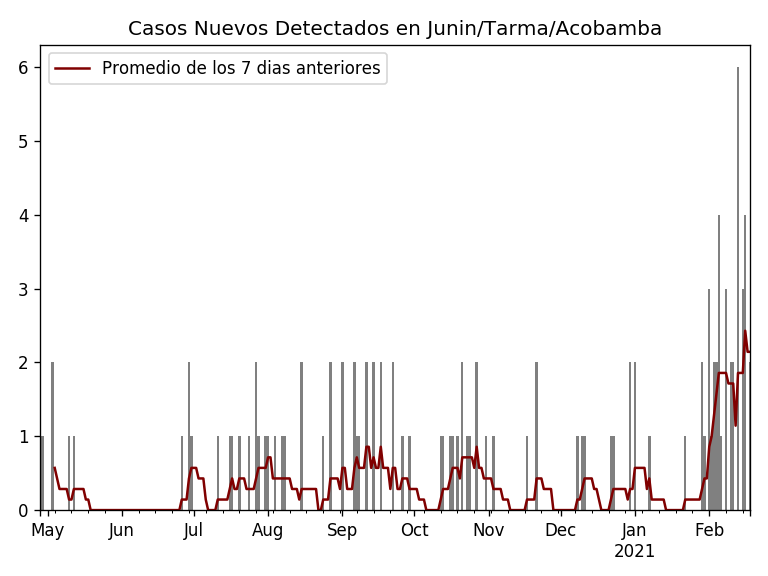 Casos Nuevos Detectados en Junin/Tarma/Acobamba
Promedio de los 7 dias anteriores
6
5
4
3
2
1
0
May Jun Jul Aug Sep Oct Nov Dec Jan Feb
2021